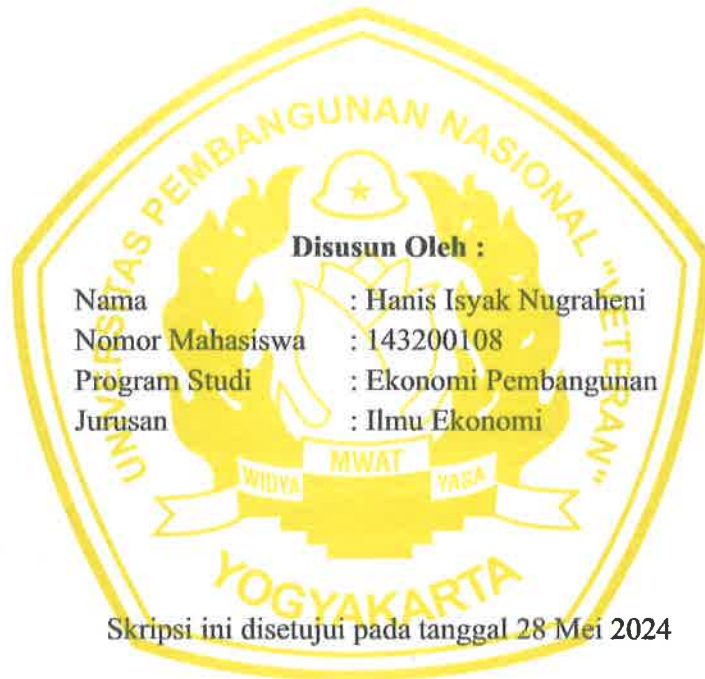 UNIVERSITAS PEMBANGUNAN NASIONAL "VETERAN"
Disusun Oleh :
Nama : Hanis Isyak Nugraheni
Nomor Mahasiswa : 143200108
Program Studi : Ekonomi Pembangunan
Jurusan : Ilmu Ekonomi
WIDYA MWAT YASA
YOGYAKARTA
Skripsi ini disetujui pada tanggal 28 Mei 2024